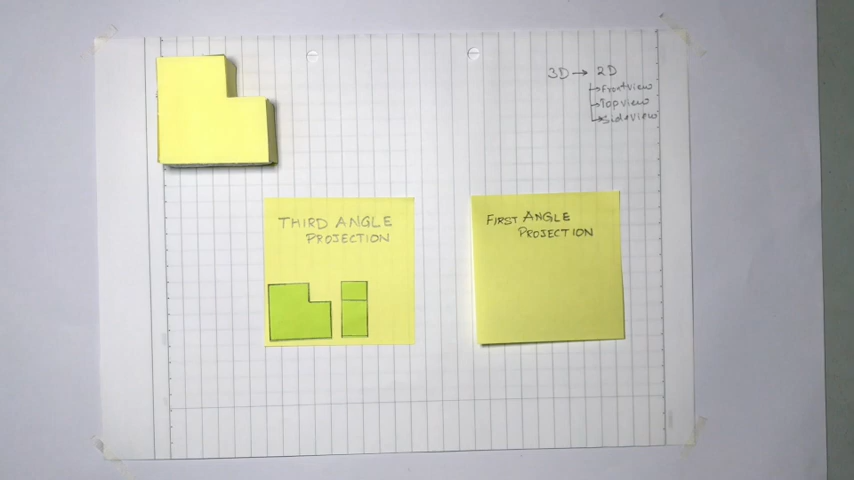 3D → 2D
→Frontview
→Topview
→Sideview
THIRD ANGLE
PROJECTION
FIRST ANGLE
PROJECTION